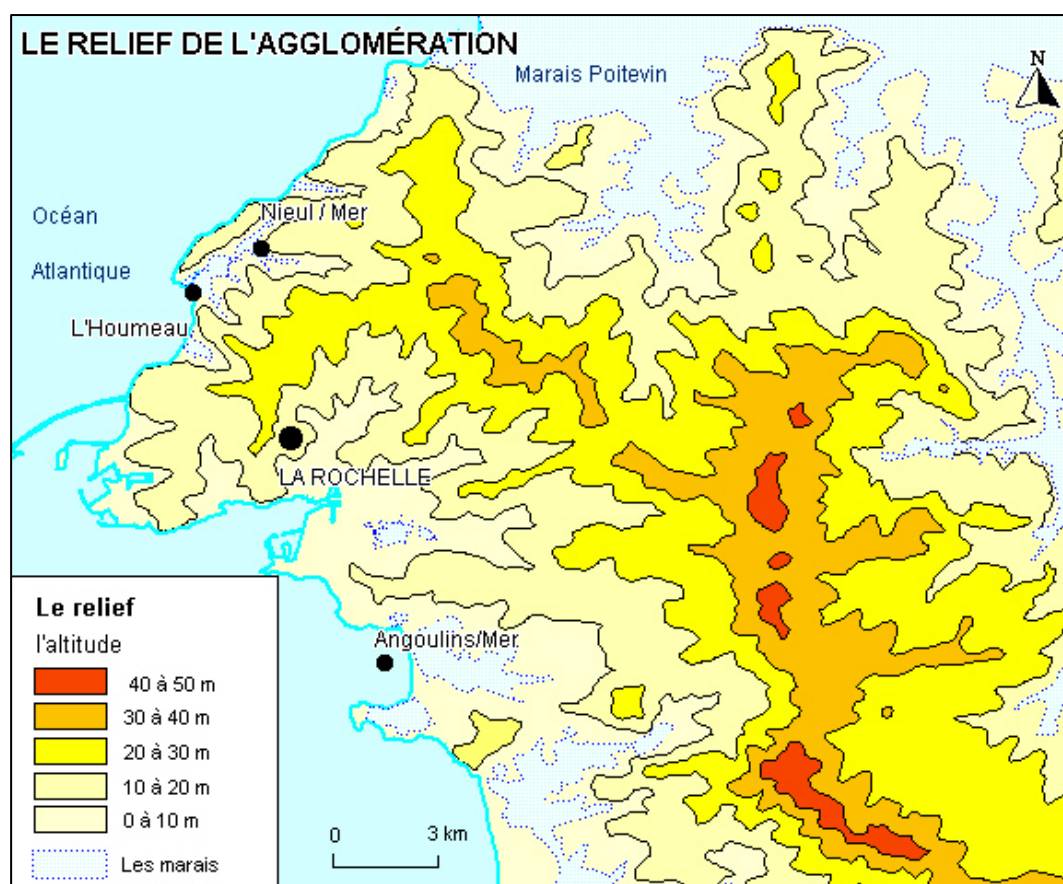 LE RELIEF DE L'AGGLOMÉRATION
Marais Poitevin
N
Océan
Atlantique
Nieul / Mer
L'Houmeau
LA ROCHELLE
Angoulins/Mer
Le relief
l'altitude
40 à 50 m
30 à 40 m
20 à 30 m
10 à 20 m
0 à 10 m
Les marais
0 3 km